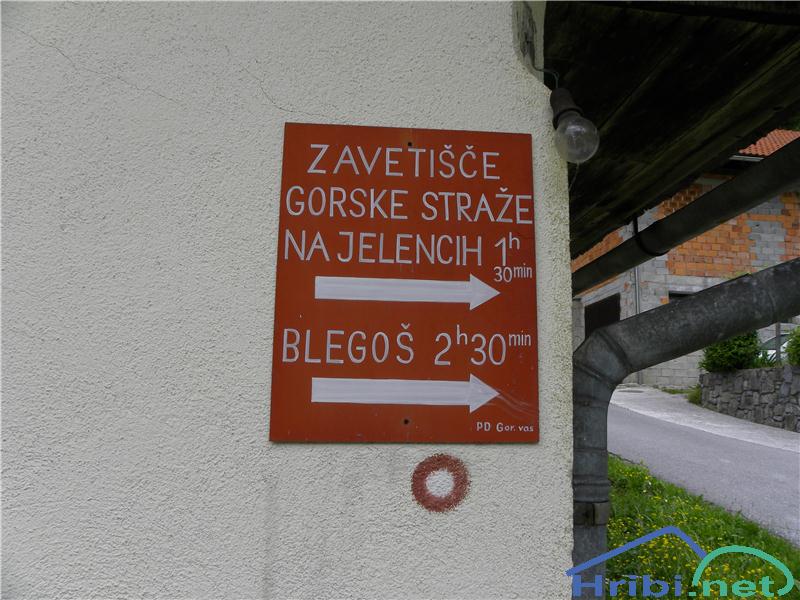 ZAVETIŠČE
GORSKE STRAŽE
NA JELENCIH 1h
30min
BLEGOŠ 2h30min
PD Gor. vas
Hribi.net